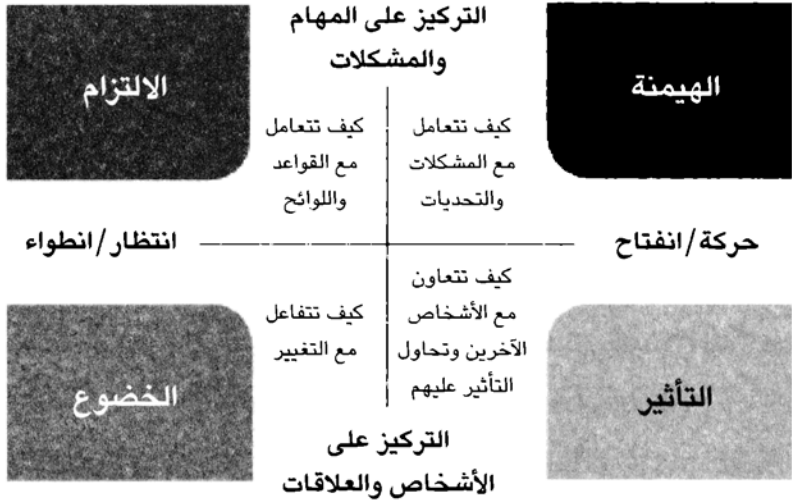 التركيز على المهام
والمشكلات
الهيمنة
الالتزام
كيف تتعامل
مع المشكلات
والتحديات
كيف تتعامل
مع القواعد
واللوائح
حركة/انفتاح
انتظار/انطواء
كيف تتعاون
مع الأشخاص
الآخرين وتحاول
التأثير عليهم
كيف تتفاعل
مع التغيير
التأثير
الخضوع
التركيز على
الأشخاص والعلاقات